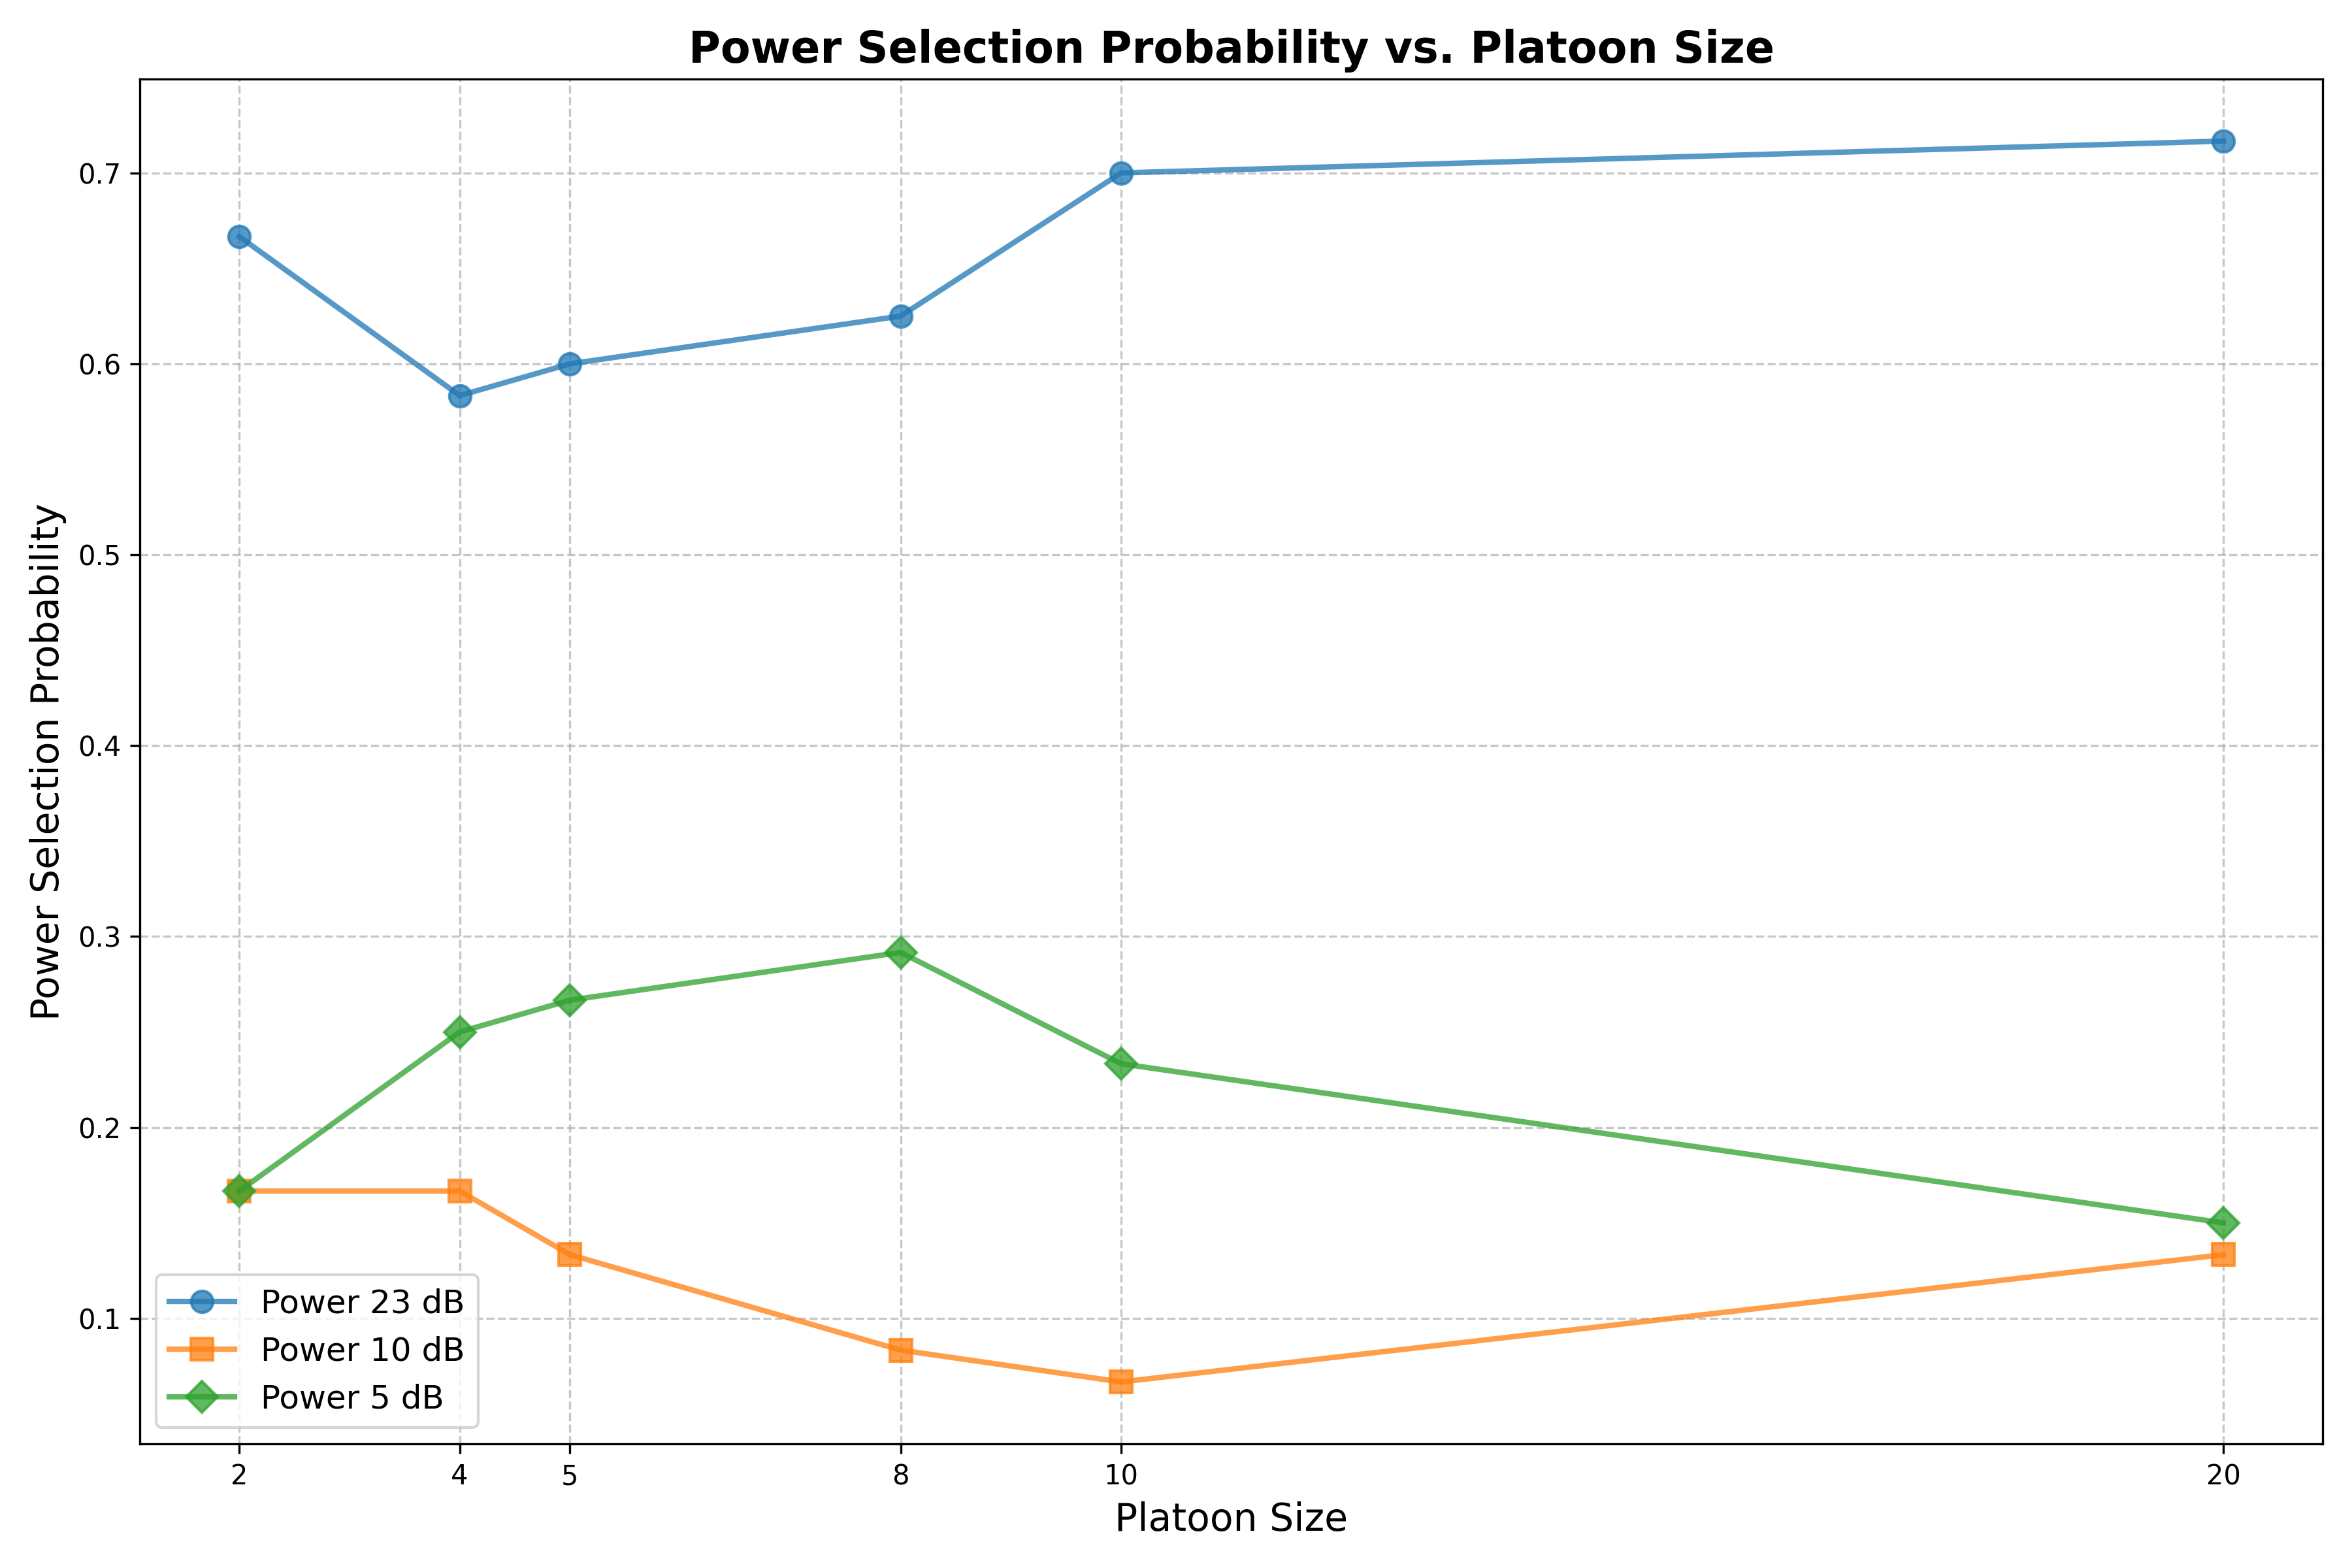 Power Selection Probability vs. Platoon Size
Power Selection Probability
0.7
0.6
0.5
0.4
0.3
0.2
0.1
Power 23 dB
Power 10 dB
Power 5 dB
2 4 5 8 10 20
Platoon Size